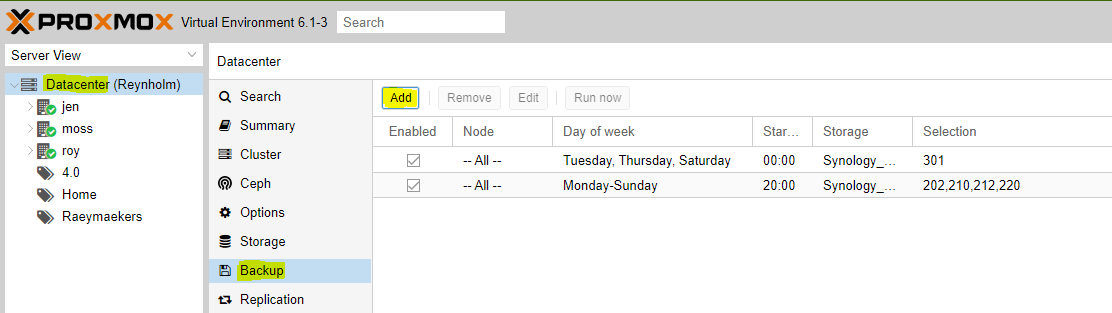 PROXMOX Virtual Environment 6.1-3 Search
Server View
Datacenter (Reynholm)
jen
moss
roy
4.0
Home
Raeymaekers
Datacenter
Search
Summary
Cluster
Ceph
Options
Storage
Backup
Replication
Add Remove Edit Run now
Enabled Node Day of week Star... Storage Selection
-- All -- Tuesday, Thursday, Saturday 00:00 Synology_... 301
-- All -- Monday-Sunday 20:00 Synology_... 202,210,212,220